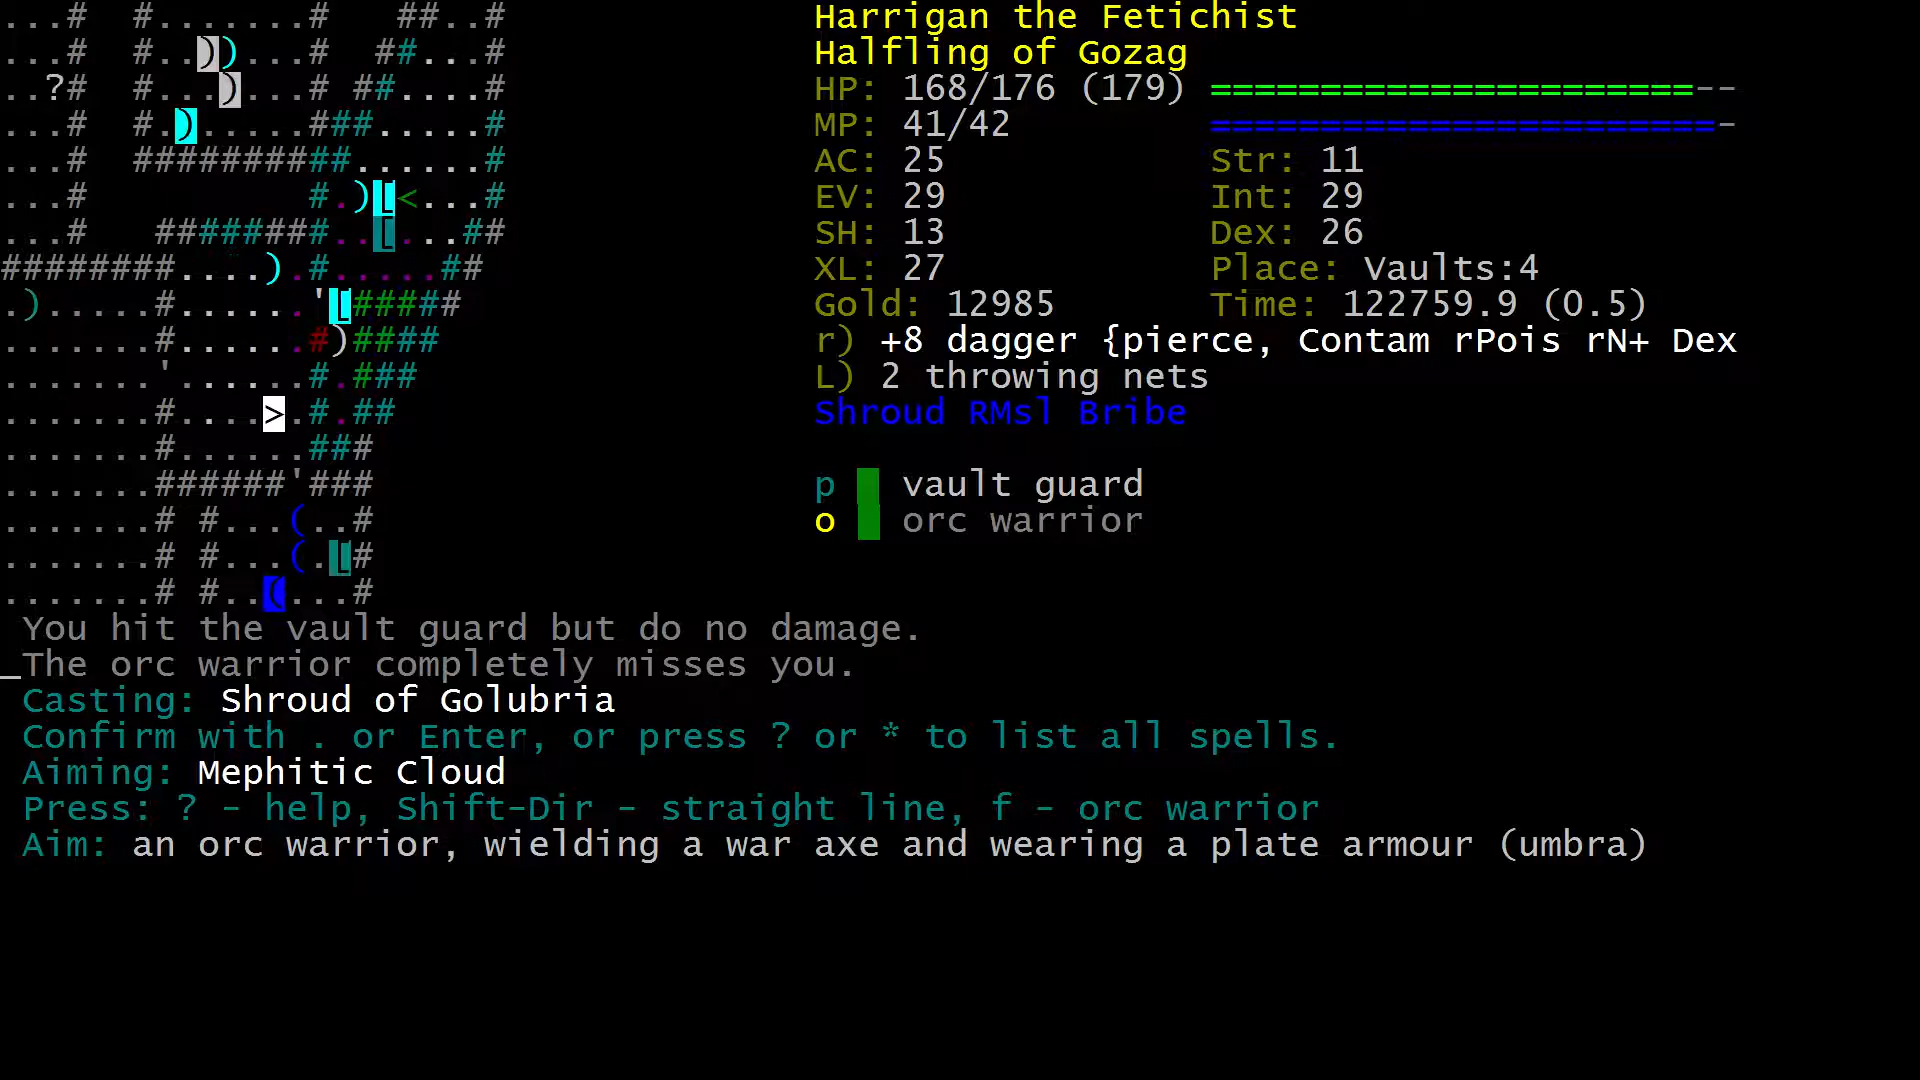 Harrigan the Fetichist
Halfling of Gozag
HP: 168/176 (179) ======================--
MP: 41/42 =======================-
AC: 25 Str: 11
EV: 29 Int: 29
SH: 13 Dex: 26
XL: 27 Place: Vaults:4
Gold: 12985 Time: 122759.9 (0.5)
r) +8 dagger {pierce, Contam rPois rN+ Dex
L) 2 throwing nets
Shroud RMsl Bribe
p vault guard
o orc warrior
You hit the vault guard but do no damage.
_The orc warrior completely misses you.
Casting: Shroud of Golubria
Confirm with . or Enter, or press ? or * to list all spells.
Aiming: Mephitic Cloud
Press: ? - help, Shift-Dir - straight line, f - orc warrior
Aim: an orc warrior, wielding a war axe and wearing a plate armour (umbra)